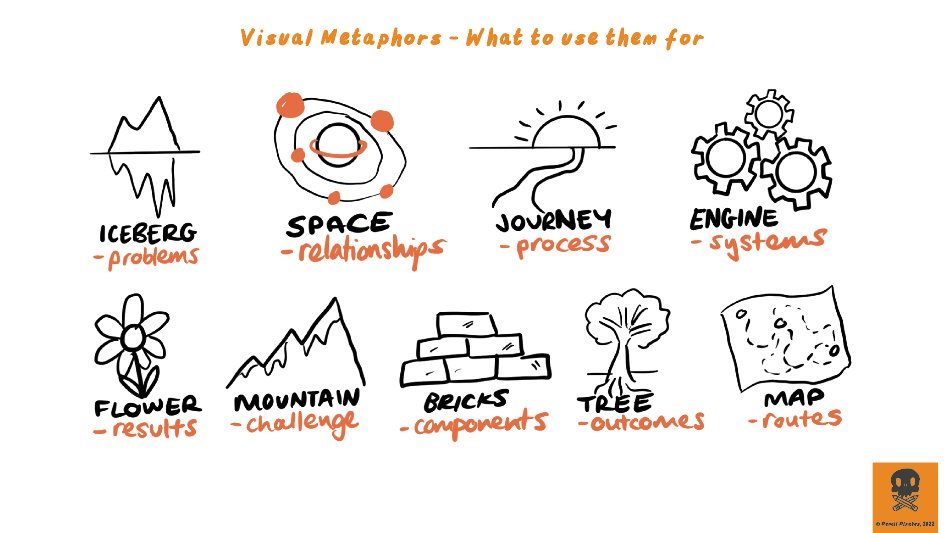 Visual Metaphors - What to use them for
ICEBERG
- problems
SPACE
- relationships
JOURNEY
- process
ENGINE
- systems
FLOWER
- results
MOUNTAIN
- challenge
BRICKS
- components
TREE
- outcomes
MAP
- routes
© Pencil Pirates, 2022